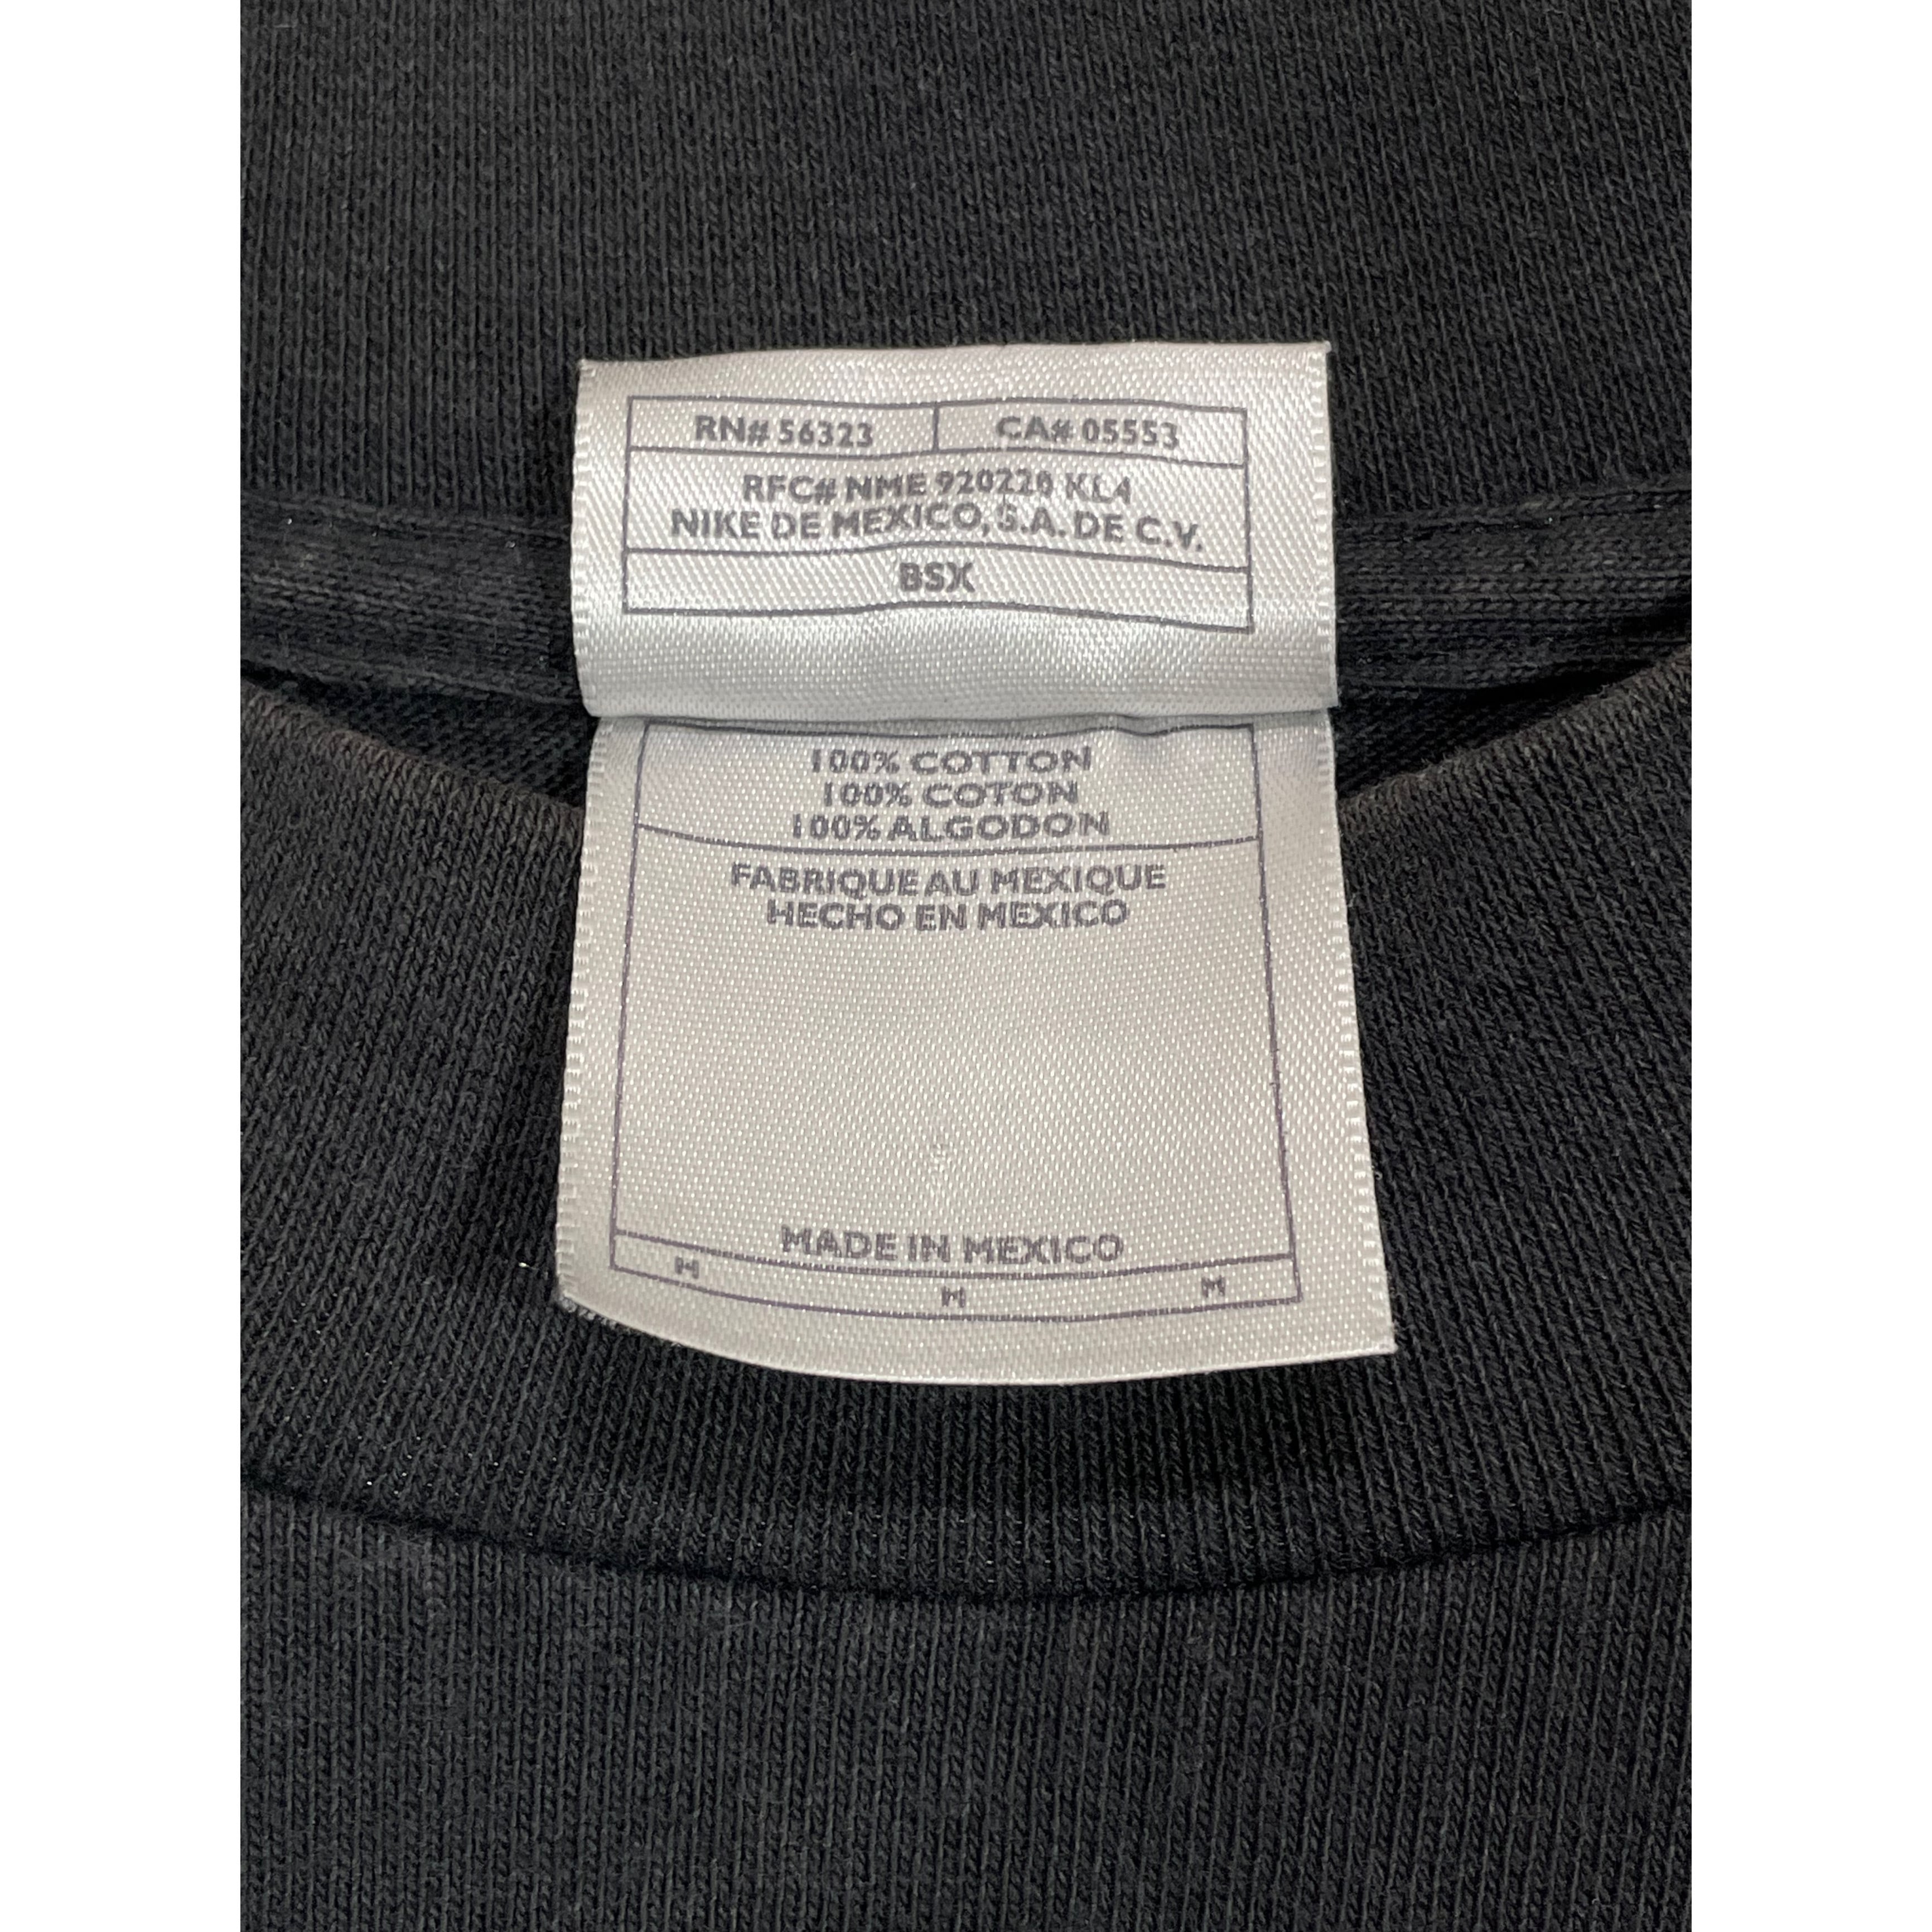 RN# 56323 CA# 05553
RFC# NME 920220 KL4
NIKE DE MEXICO, S.A. DE C.V.
BSX
100% COTTON
100% COTON
100% ALGODON
FABRIQUE AU MEXIQUE
HECHO EN MEXICO
MADE IN MEXICO
M M M